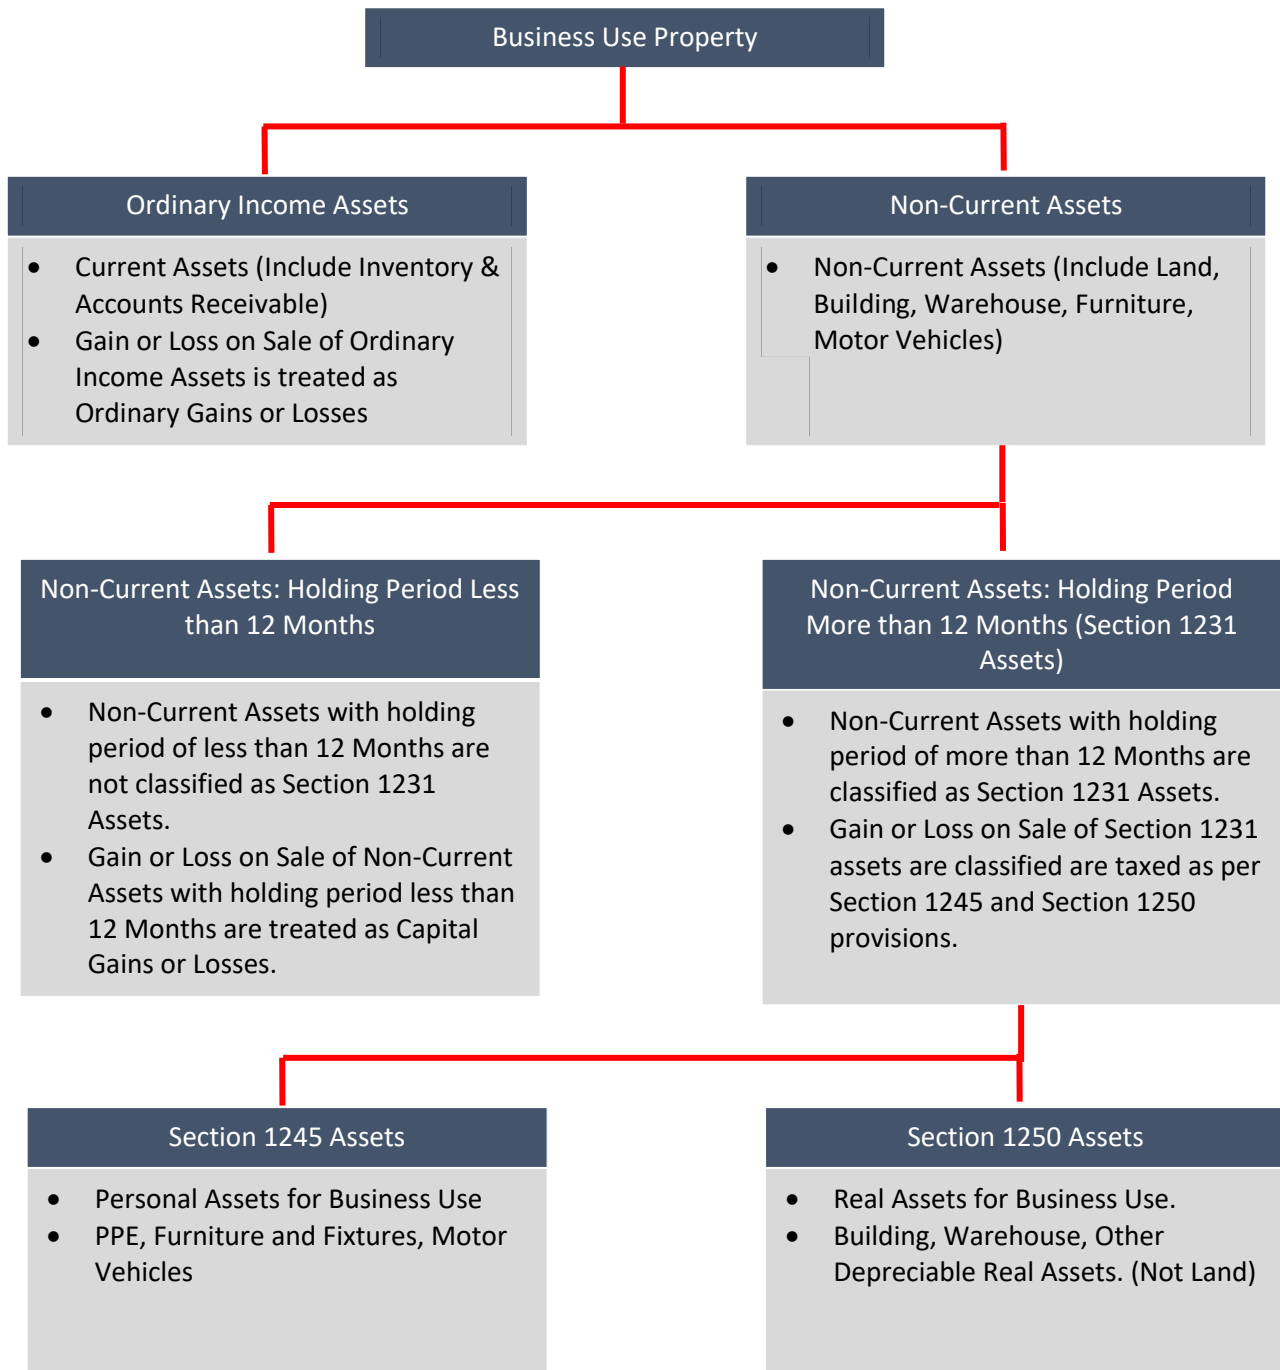 Business Use Property
Ordinary Income Assets
• Current Assets (Include Inventory &
Accounts Receivable)
• Gain or Loss on Sale of Ordinary
Income Assets is treated as
Ordinary Gains or Losses
Non-Current Assets
• Non-Current Assets (Include Land,
Building, Warehouse, Furniture,
Motor Vehicles)
Non-Current Assets: Holding Period Less
than 12 Months
• Non-Current Assets with holding
period of less than 12 Months are
not classified as Section 1231
Assets.
• Gain or Loss on Sale of Non-Current
Assets with holding period less than
12 Months are treated as Capital
Gains or Losses.
Non-Current Assets: Holding Period
More than 12 Months (Section 1231
Assets)
• Non-Current Assets with holding
period of more than 12 Months are
classified as Section 1231 Assets.
• Gain or Loss on Sale of Section 1231
assets are classified are taxed as per
Section 1245 and Section 1250
provisions.
Section 1245 Assets
• Personal Assets for Business Use
• PPE, Furniture and Fixtures, Motor
Vehicles
Section 1250 Assets
• Real Assets for Business Use.
• Building, Warehouse, Other
Depreciable Real Assets. (Not Land)